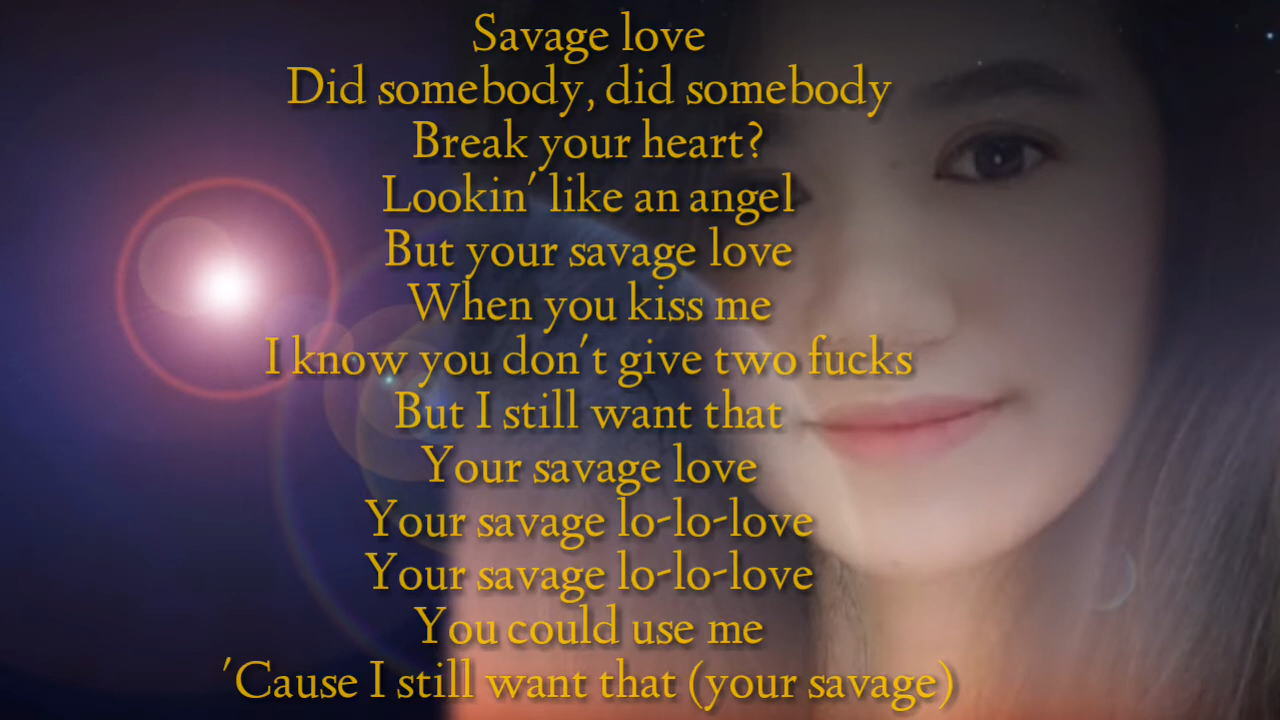 Savage love
Did somebody, did somebody
Break your heart?
Lookin' like an angel
But your savage love
When you kiss me
I know you don't give two fucks
But I still want that
Your savage love
Your savage lo-lo-love
Your savage lo-lo-love
You could use me
'Cause I still want that (your savage)